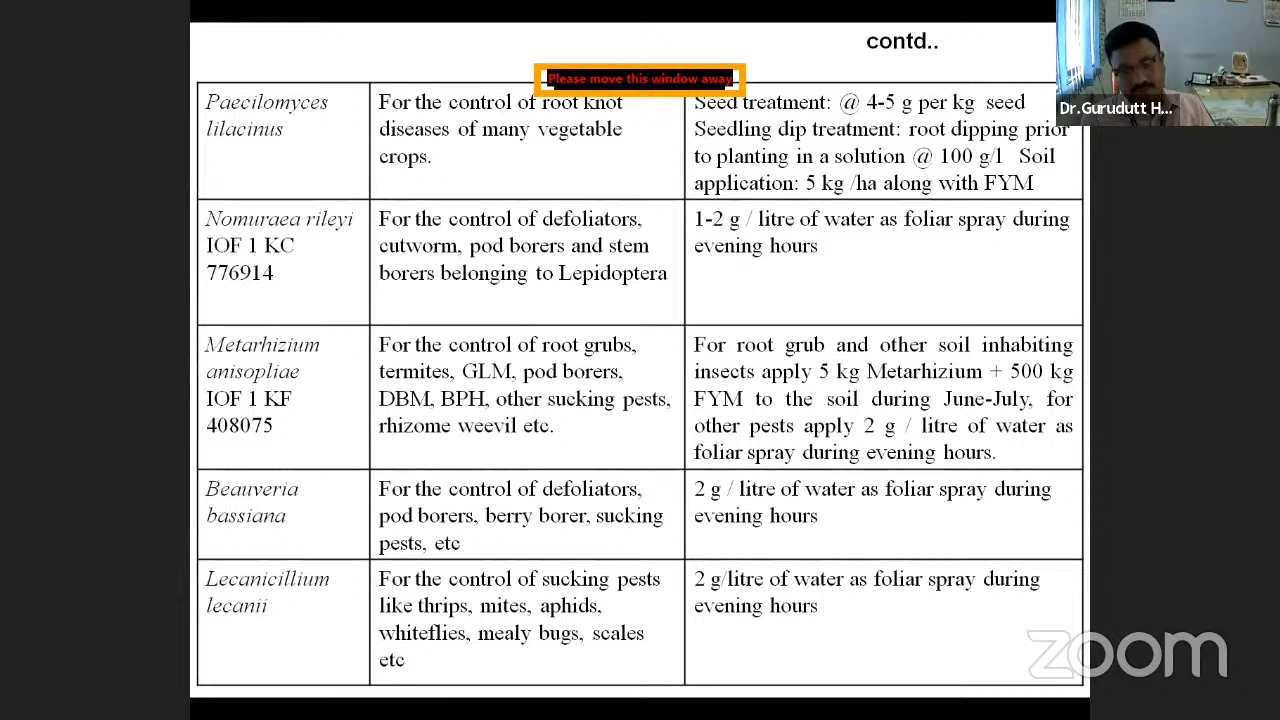 contd..
Please move this window away
Dr.Gurudutt H...
Paecilomyces
lilacinus
For the control of root knot
diseases of many vegetable
crops.
Seed treatment: @ 4-5 g per kg seed
Seedling dip treatment: root dipping prior
to planting in a solution @ 100 g/l Soil
application: 5 kg /ha along with FYM
Nomuraea rileyi
IOF 1 KC
776914
For the control of defoliators,
cutworm, pod borers and stem
borers belonging to Lepidoptera
1-2 g / litre of water as foliar spray during
evening hours
Metarhizium
anisopliae
IOF 1 KF
408075
For the control of root grubs,
termites, GLM, pod borers,
DBM, BPH, other sucking pests,
rhizome weevil etc.
For root grub and other soil inhabiting
insects apply 5 kg Metarhizium + 500 kg
FYM to the soil during June-July, for
other pests apply 2 g / litre of water as
foliar spray during evening hours.
Beauveria
bassiana
For the control of defoliators,
pod borers, berry borer, sucking
pests, etc
2 g / litre of water as foliar spray during
evening hours
Lecanicillium
lecanii
For the control of sucking pests
like thrips, mites, aphids,
whiteflies, mealy bugs, scales
etc
2 g/litre of water as foliar spray during
evening hours
zoom